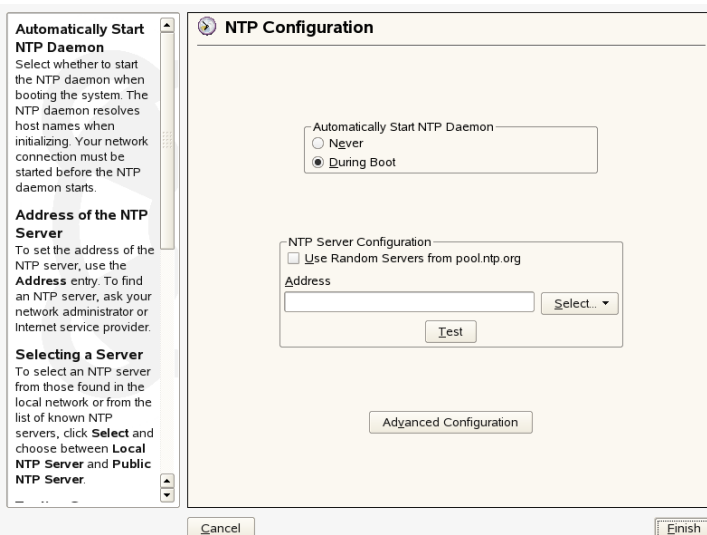 Automatically Start
NTP Daemon
Select whether to start
the NTP daemon when
booting the system. The
NTP daemon resolves
host names when
initializing. Your network
connection must be
started before the NTP
daemon starts.
Address of the NTP
Server
To set the address of the
NTP server, use the
Address entry. To find
an NTP server, ask your
network administrator or
Internet service provider.
Selecting a Server
To select an NTP server
from those found in the
local network or from the
list of known NTP
servers, click Select and
choose between Local
NTP Server and Public
NTP Server.
NTP Configuration
Automatically Start NTP Daemon
Never
During Boot
NTP Server Configuration
Use Random Servers from pool.ntp.org
Address
Select...
Test
Advanced Configuration
Cancel
Finish